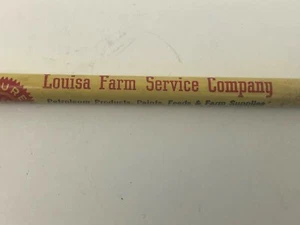 Louisa Farm Service Company
Petroleum Products, Paints, Feeds & Farm Supplies